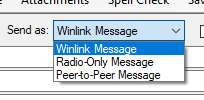 Attachments Spell Check
Send as: Winlink Message
Winlink Message
Radio-Only Message
Peer-to-Peer Message